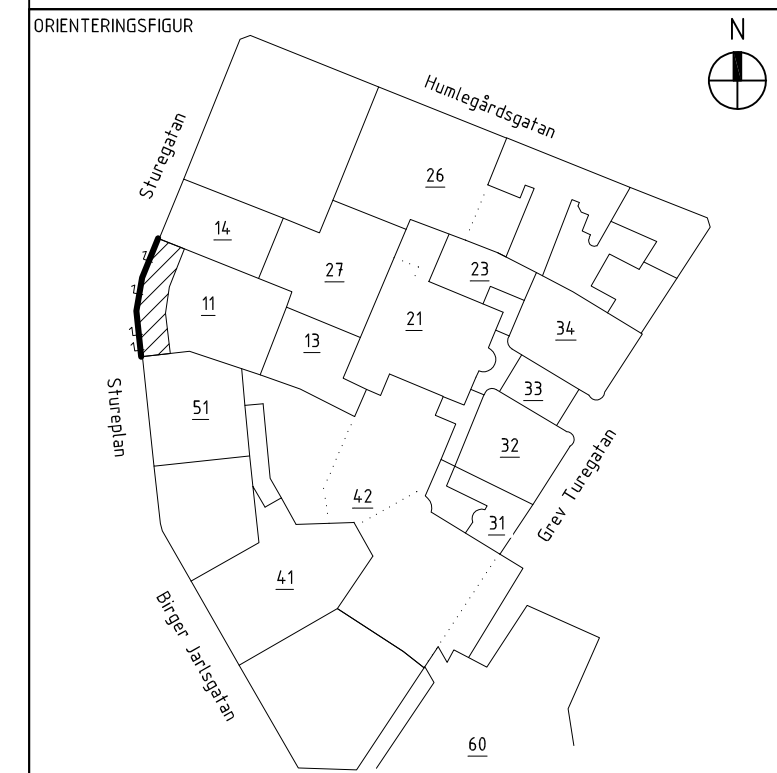 ORIENTERINGSFIGUR
N
Humlegårdsgatan
Sturegatan
26
14
27
23
11
21
34
13
33
51
Stureplan
32
42
31
Grev Turegatan
41
Birger Jarlsgatan
60